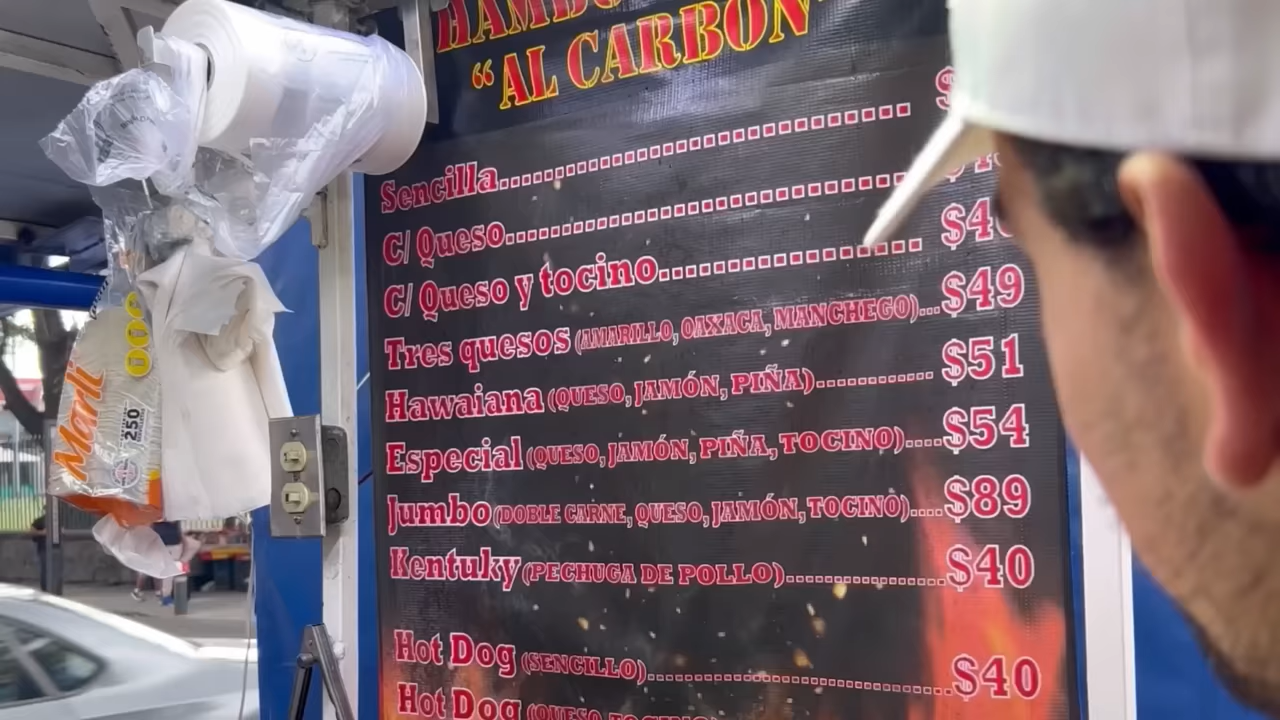 “AL CARBON”
Sencilla........................................ $
C/ Queso........................................
C/ Queso y tocino........................ $4
Tres quesos (AMARILLO, OAXACA, MANCHEGO)...$49
Hawaiana (QUESO, JAMÓN, PIÑA)............$51
Especial (QUESO, JAMÓN, PIÑA, TOCINO)....$54
Jumbo (DOBLE CARNE, QUESO, JAMÓN, TOCINO)....$89
Kentuky (PECHUGA DE POLLO)................$40
Hot Dog (SENCILLO)..............................$40
Hot Dog (QUESO
Marli
250